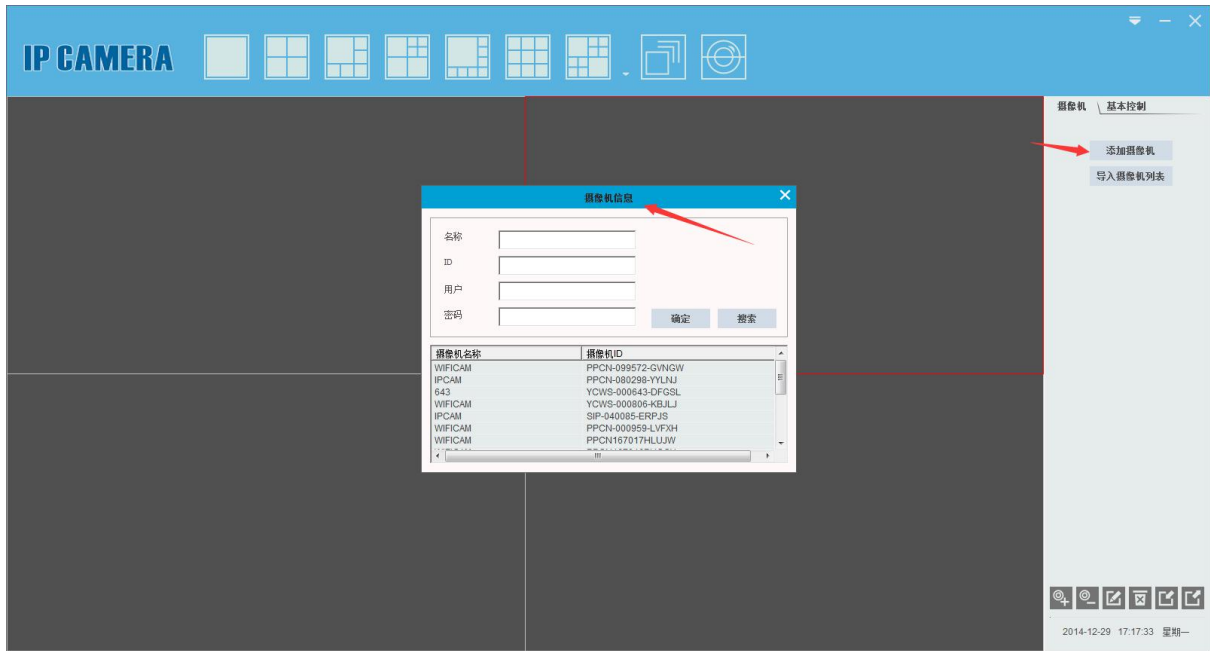 IP CAMERA
摄像机 基本控制
添加摄像机
导入摄像机列表
摄像机信息
名称
ID
用户
密码
确定 搜索
摄像机名称 摄像机ID
WIFICAM PPCN-099572-GVNGW
IPCAM PPCN-080298-YYLNJ
643 YCWS-000643-DFGSL
WIFICAM YCWS-000806-KBJLJ
IPCAM SIP-040085-ERPJS
WIFICAM PPCN-000959-LVFXH
WIFICAM PPCN167017HLUJW
2014-12-29 17:17:33 星期一